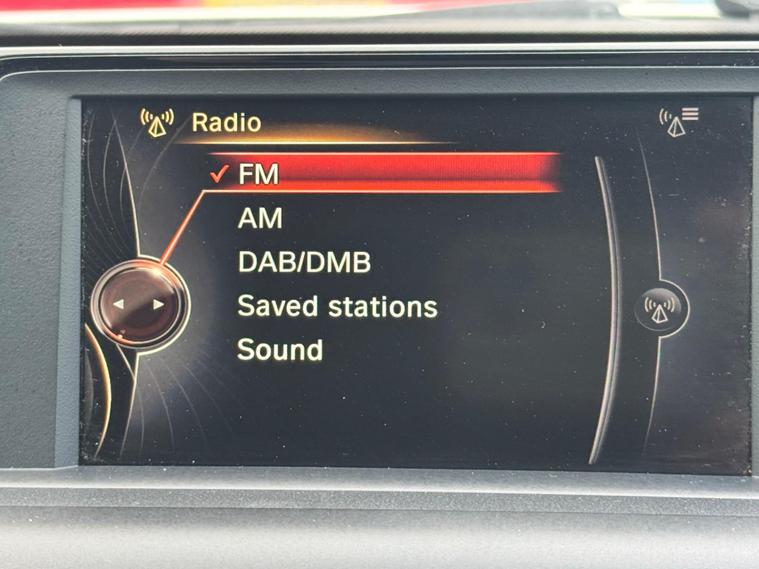 Radio
FM
AM
DAB/DMB
Saved stations
Sound